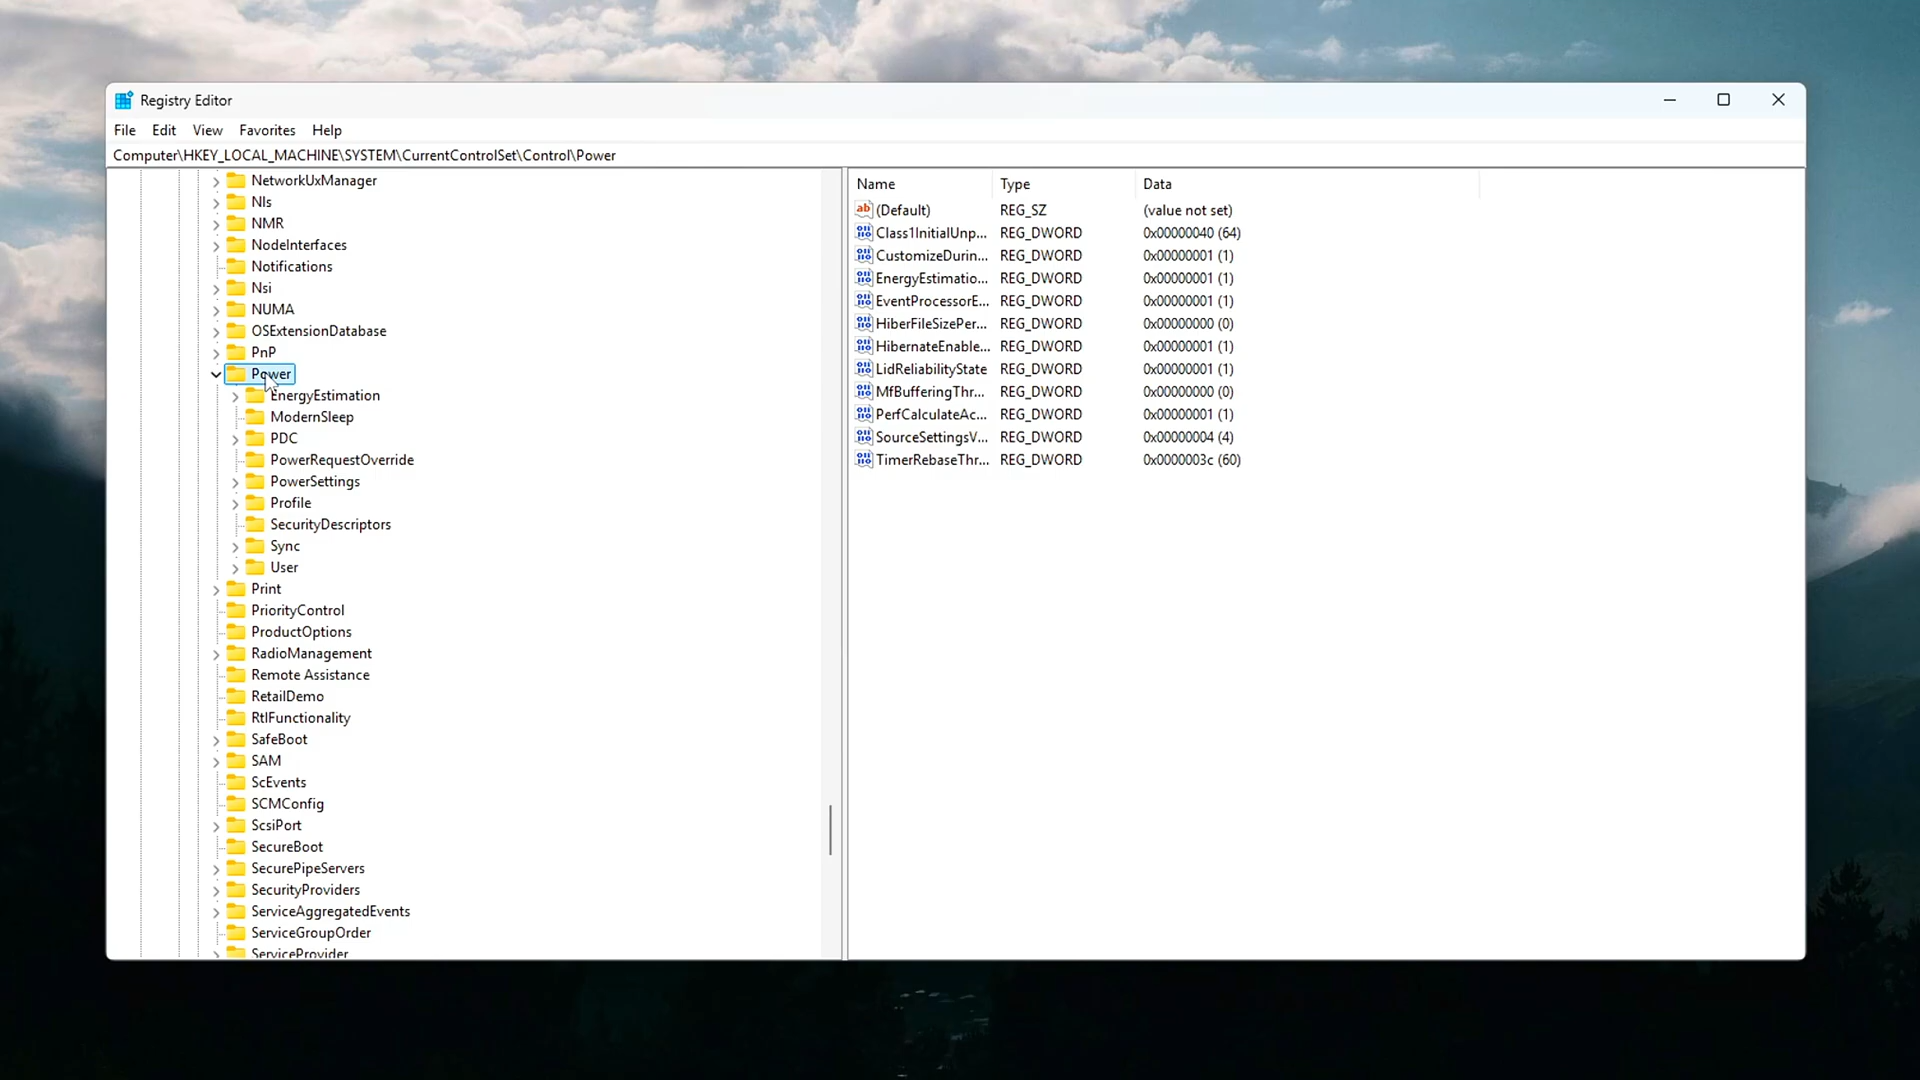 Registry Editor
File Edit View Favorites Help
Computer\HKEY_LOCAL_MACHINE\SYSTEM\CurrentControlSet\Control\Power
NetworkUxManager
Nls
NMR
NodeInterfaces
Notifications
Nsi
NUMA
OSExtensionDatabase
PnP
Power
EnergyEstimation
ModernSleep
PDC
PowerRequestOverride
PowerSettings
Profile
SecurityDescriptors
Sync
User
Print
PriorityControl
ProductOptions
RadioManagement
Remote Assistance
RetailDemo
RtlFunctionality
SafeBoot
SAM
ScEvents
SCMConfig
ScsiPort
SecureBoot
SecurePipeServers
SecurityProviders
ServiceAggregatedEvents
ServiceGroupOrder
ServiceProvider
Name Type Data
(Default) REG_SZ (value not set)
Class1InitialUnp... REG_DWORD 0x00000040 (64)
CustomizeDurin... REG_DWORD 0x00000001 (1)
EnergyEstimatio... REG_DWORD 0x00000001 (1)
EventProcessorE... REG_DWORD 0x00000001 (1)
HiberFileSizePer... REG_DWORD 0x00000000 (0)
HibernateEnable... REG_DWORD 0x00000001 (1)
LidReliabilityState REG_DWORD 0x00000001 (1)
MfBufferingThr... REG_DWORD 0x00000000 (0)
PerfCalculateAc... REG_DWORD 0x00000001 (1)
SourceSettingsV... REG_DWORD 0x00000004 (4)
TimerRebaseThr... REG_DWORD 0x0000003c (60)